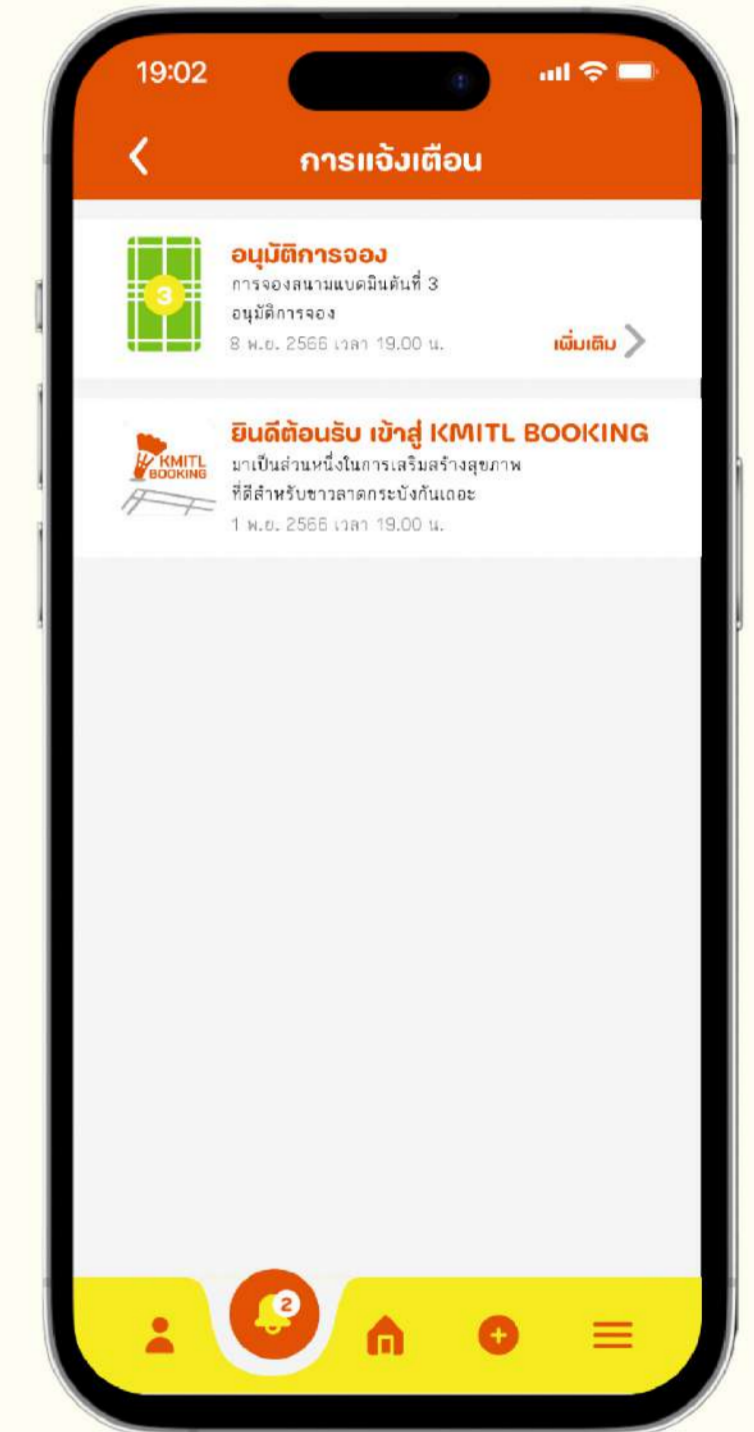 19:02
การแจ้งเตือน
3
อนุมัติการจอง
การจองสนามแบดมินตันที่ 3
อนุมัติการจอง
8 พ.ย. 2566 เวลา 19.00 น.
เพิ่มเติม
KMITL
BOOKING
ยินดีต้อนรับ เข้าสู่ KMITL BOOKING
มาเป็นส่วนหนึ่งในการเสริมสร้างสุขภาพ
ที่ดีสำหรับชาวลาดกระบังกันเถอะ
1 พ.ย. 2566 เวลา 19.00 น.
2